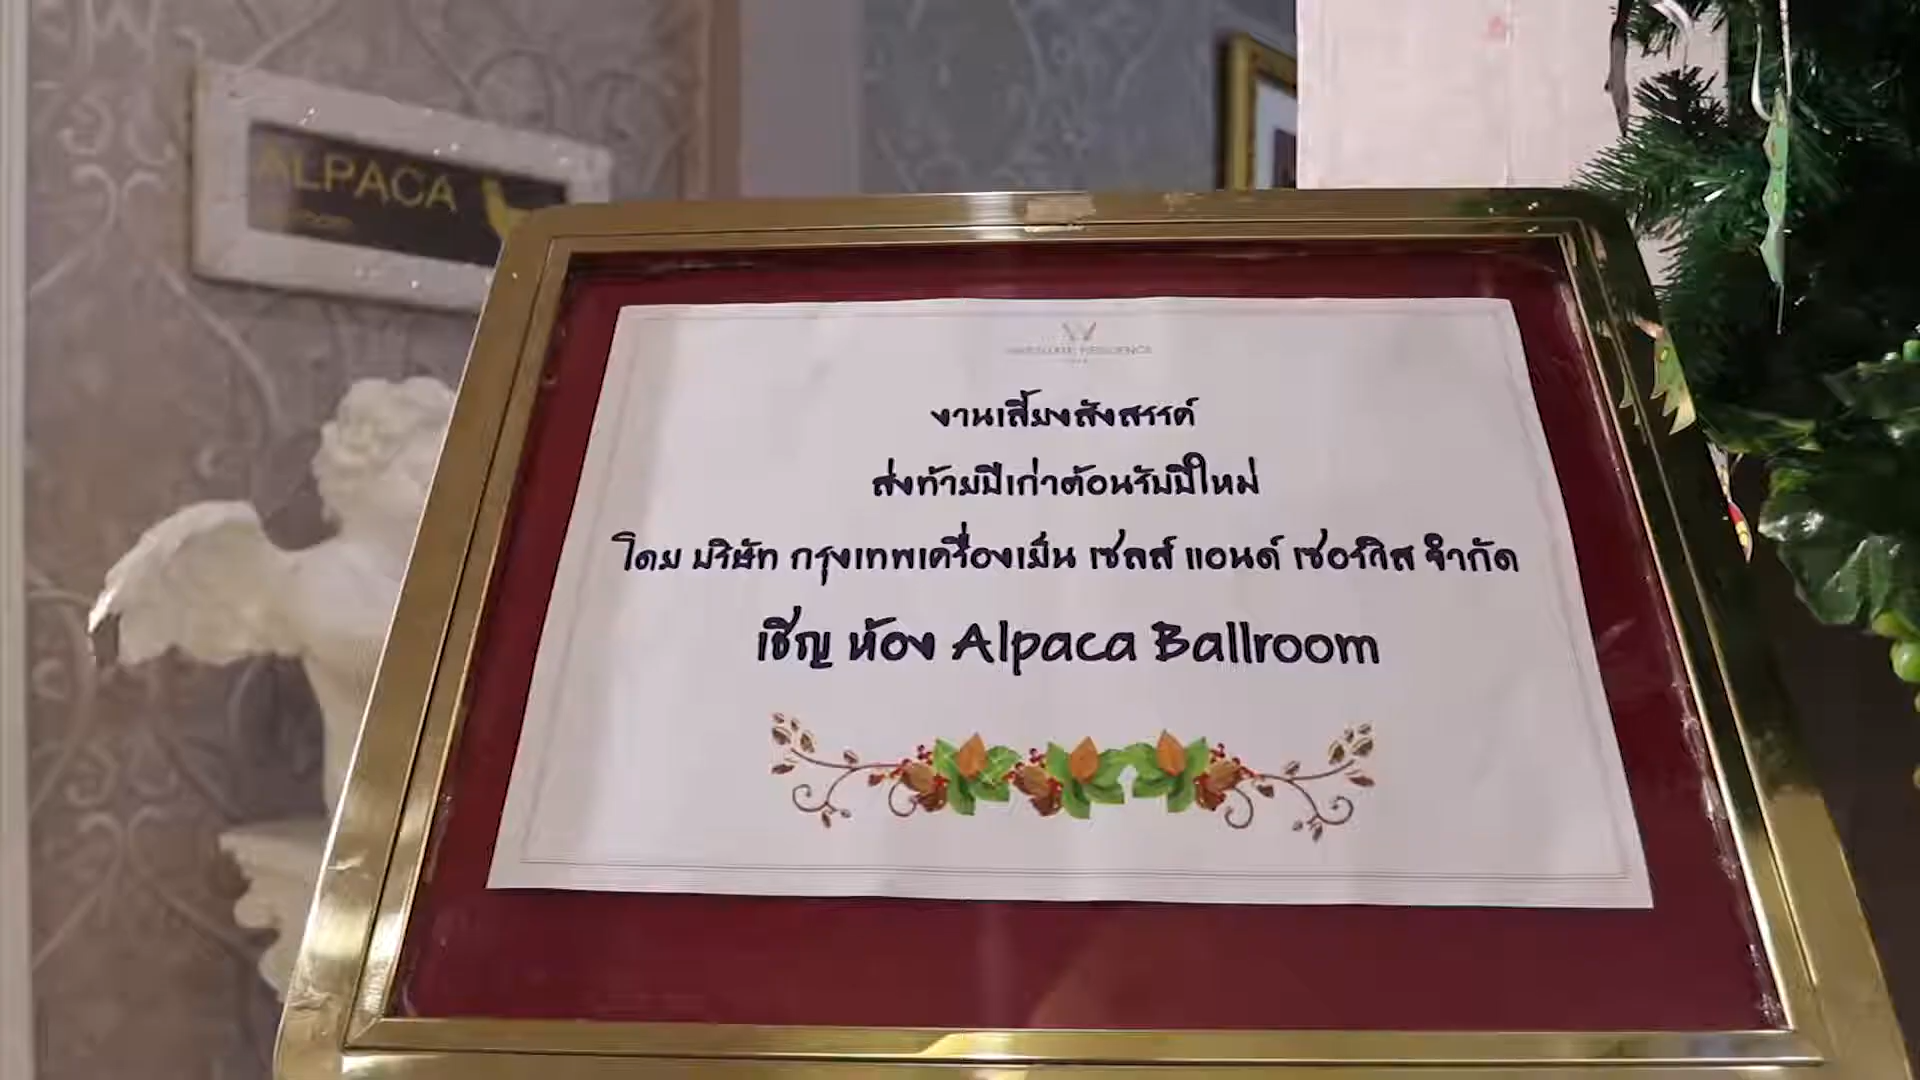 ALPACA
งานเลี้ยงสังสรรค์
ส่งท้ายปีเก่าต้อนรับปีใหม่
โดย บริษัท กรุงเทพเครื่องเย็น เซลส์ แอนด์ เซอร์วิส จำกัด
เชิญ ห้อง Alpaca Ballroom